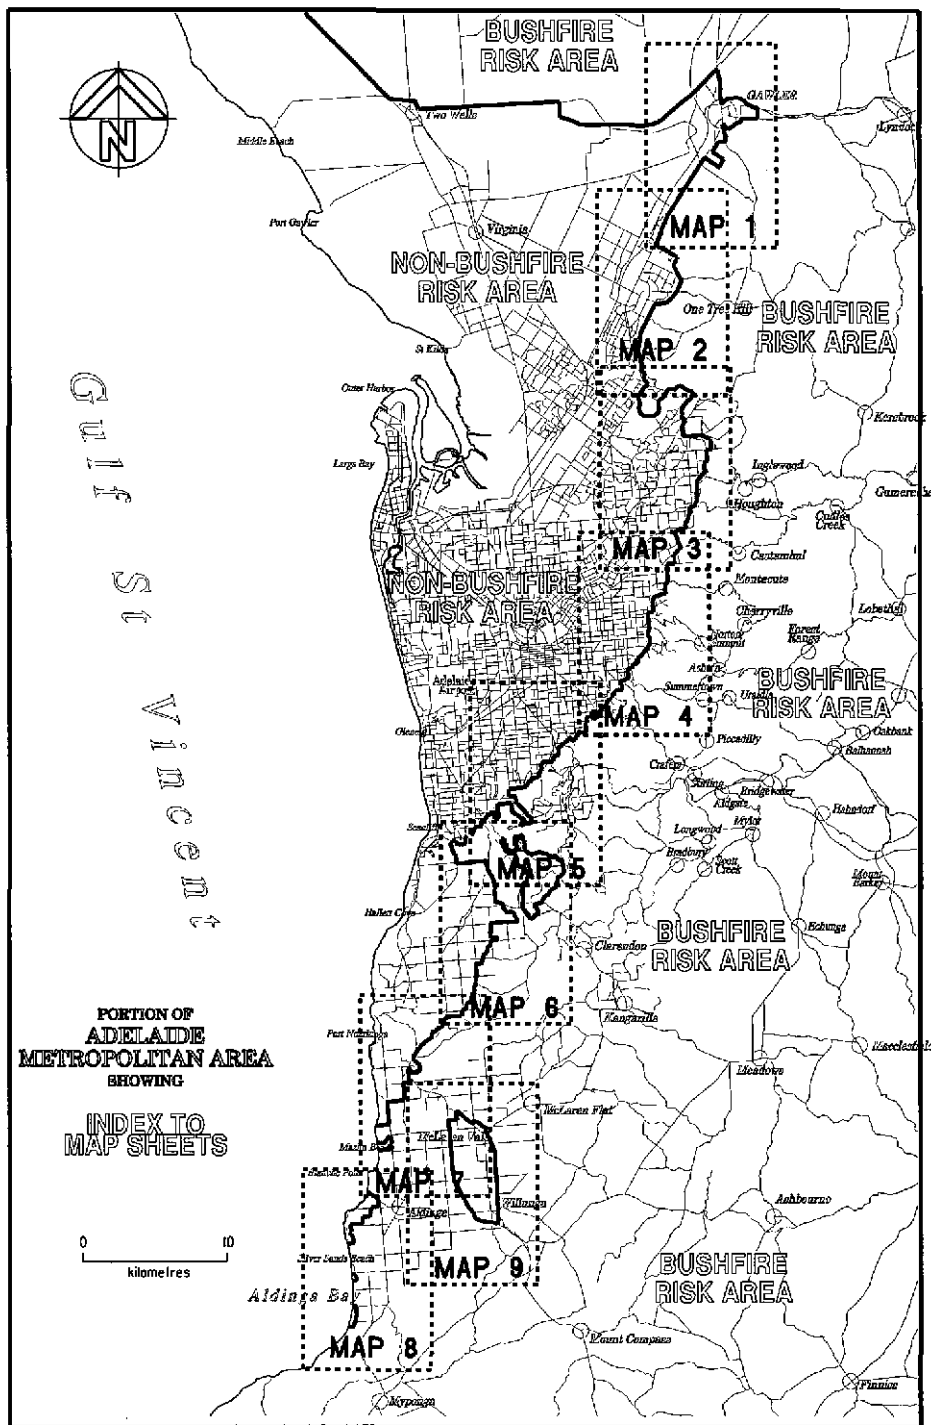 BUSHFIRE
RISK AREA
GAWLER
Two Wells
Middle Beach
N
Port Gawler
Virginia
MAP 1
NON-BUSHFIRE
RISK AREA
One Tree Hill
BUSHFIRE
RISK AREA
St Kilda
MAP 2
Outer Harbor
Kersbrook
Largs Bay
Inglewood
Houghton
Cudlee
Creek
MAP 3
Castambul
NON-BUSHFIRE
RISK AREA
Montacute
Cherryville
Lobethal
Forest
Range
Norton
Summit
Ashton
Summertown
Uraidla
BUSHFIRE
RISK AREA
Adelaide
Airport
MAP 4
Glenelg
Piccadilly
Oakbank
Balhannah
Crafers
Stirling
Bridgewater
Aldgate
Mylor
Hahndorf
Longwood
Bradbury
Scott
Creek
Mount
Barker
Gulf St Vincent
MAP 5
Hallett Cove
Clarendon
BUSHFIRE
RISK AREA
Echunga
MAP 6
Kangarilla
PORTION OF
ADELAIDE
METROPOLITAN AREA
SHOWING
INDEX TO
MAP SHEETS
Port Noarlunga
Macclesfield
Meadows
McLaren Flat
McLaren Vale
MAP 7
Aldinga
Willunga
Ashbourne
0 10
kilometres
Silver Sands Beach
MAP 9
BUSHFIRE
RISK AREA
Aldinga Bay
MAP 8
Mount Compass
Myponga
Finniss